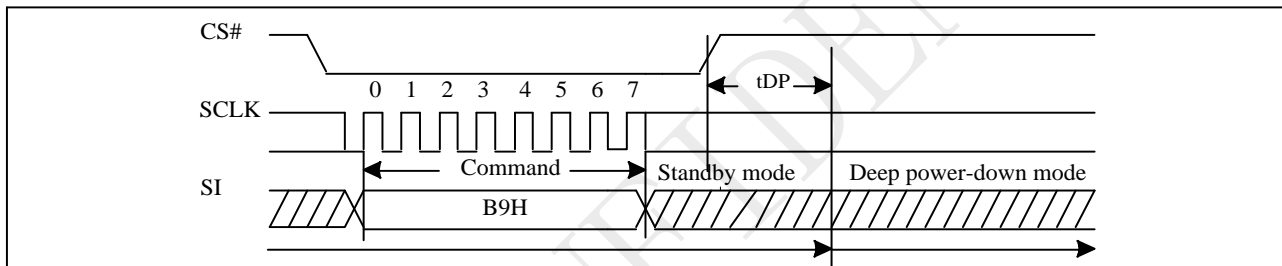 CS#
tDP
0 1 2 3 4 5 6 7
SCLK
Command
Standby mode
Deep power-down mode
SI
B9H